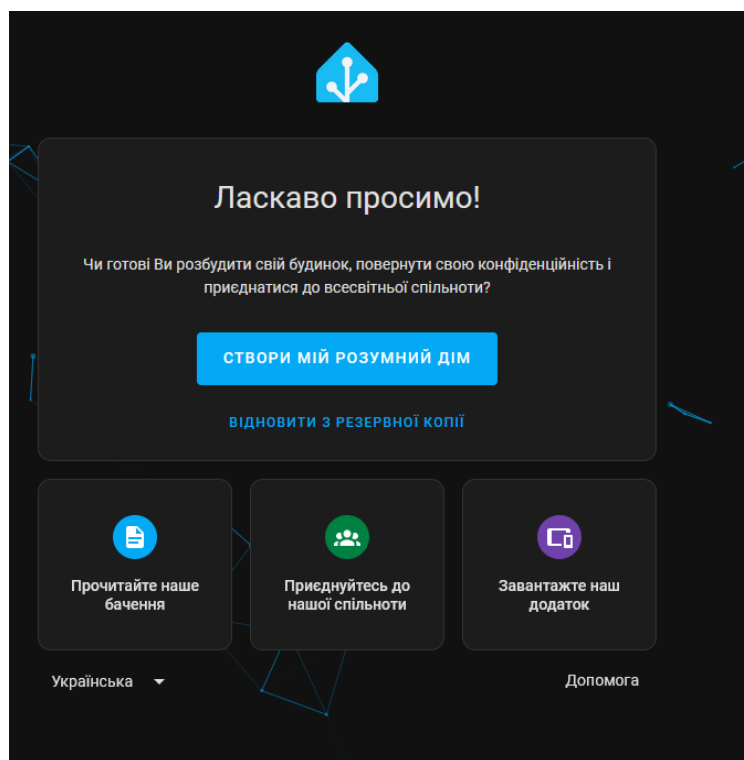 Ласкаво просимо!
Чи готові Ви розбудити свій будинок, повернути свою конфіденційність і
приєднатися до всесвітньої спільноти?
СТВОРИ МІЙ РОЗУМНИЙ ДІМ
ВІДНОВИТИ З РЕЗЕРВНОЇ КОПІЇ
Прочитайте наше
бачення
Приєднуйтесь до
нашої спільноти
Завантажте наш
додаток
Українська
Допомога